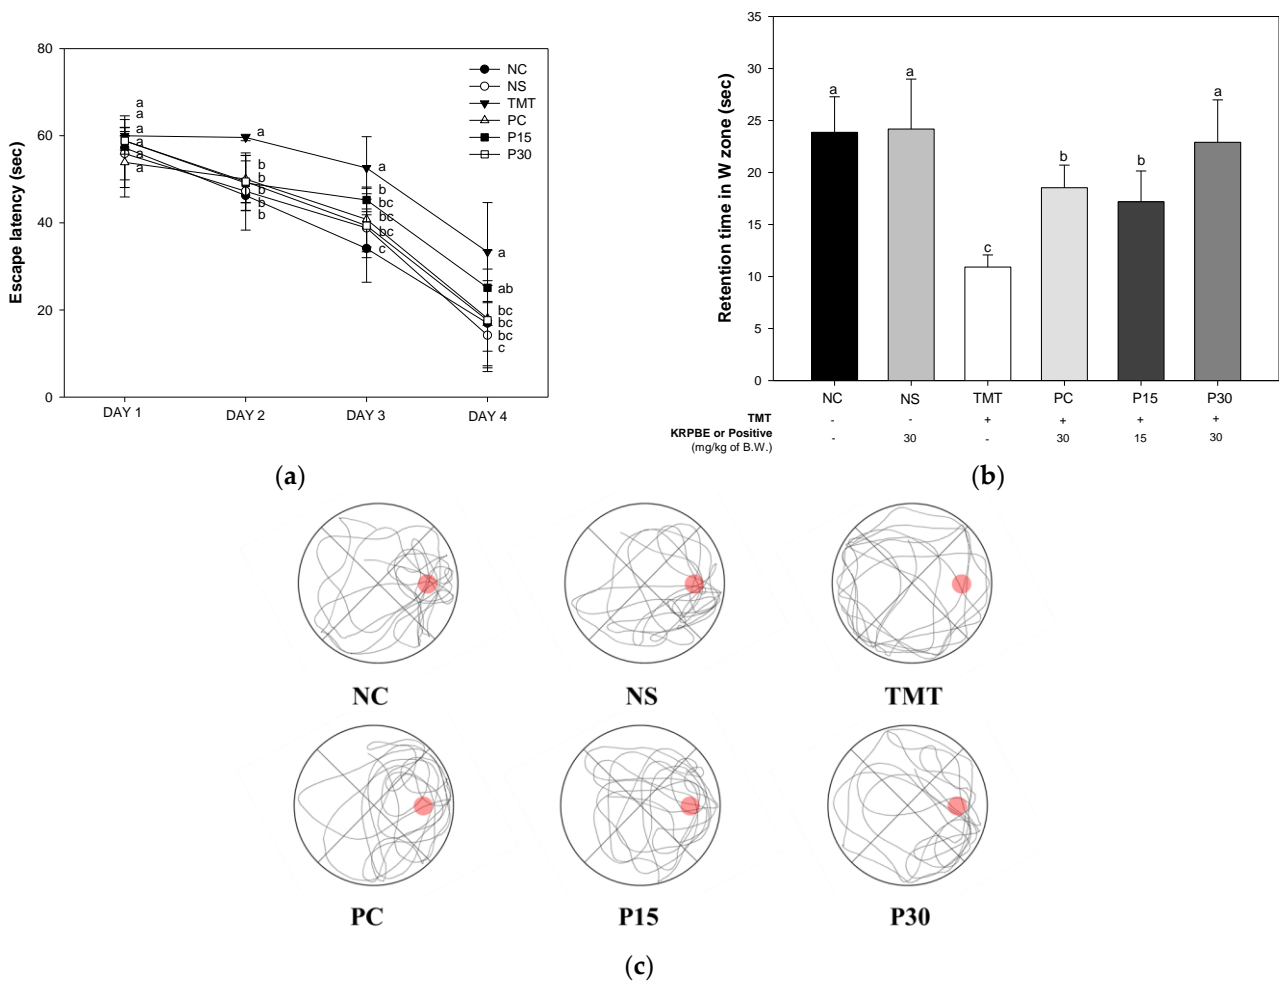 80
60
40
20
0
Escape latency (sec)
NC
NS
TMT
PC
P15
P30
a
a
a
a
a
a
a
b
b
b
b
b
a
b
bc
bc
bc
c
a
ab
bc
bc
bc
c
DAY 1 DAY 2 DAY 3 DAY 4
(a)
35
30
25
20
15
10
5
0
Retention time in W zone (sec)
a a c b b a
NC NS TMT PC P15 P30
TMT - - + + + +
KRPBE or Positive - 30 - 30 15 30
(mg/kg of B.W.)
(b)
NC NS TMT
PC P15 P30
(c)